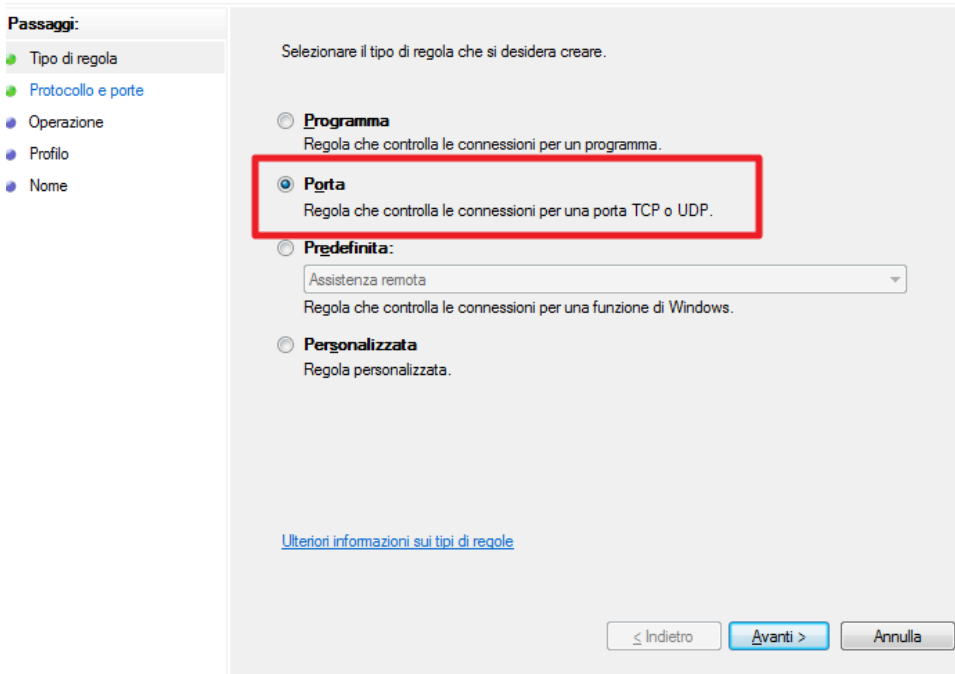 Passaggi:
Tipo di regola
Protocollo e porte
Operazione
Profilo
Nome
Selezionare il tipo di regola che si desidera creare.
Programma
Regola che controlla le connessioni per un programma.
Porta
Regola che controlla le connessioni per una porta TCP o UDP.
Predefinita:
Assistenza remota
Regola che controlla le connessioni per una funzione di Windows.
Personalizzata
Regola personalizzata.
Ulteriori informazioni sui tipi di regole
< Indietro
Avanti >
Annulla